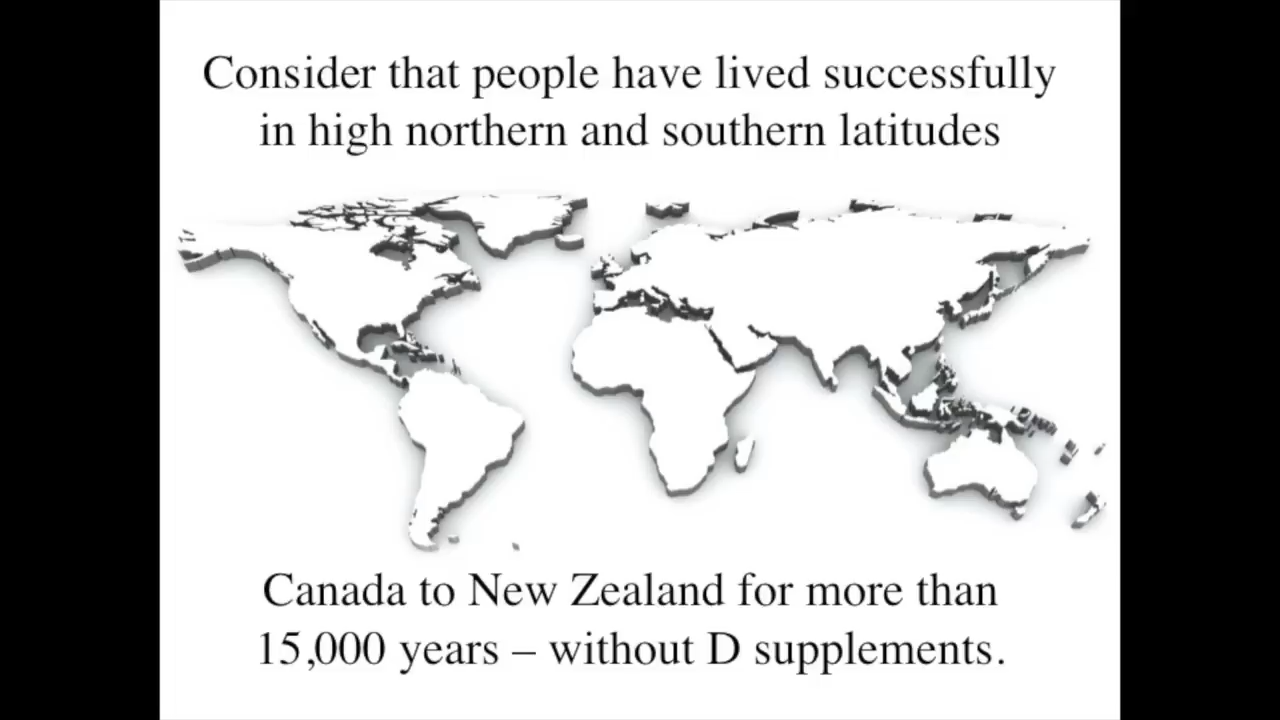 Consider that people have lived successfully
in high northern and southern latitudes
Canada to New Zealand for more than
15,000 years – without D supplements.